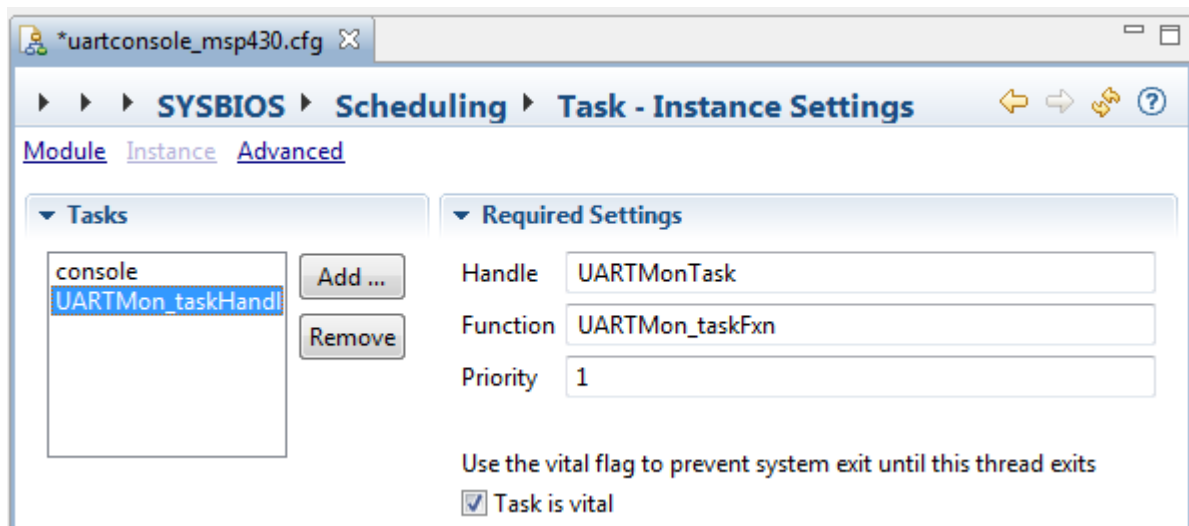 *uartconsole_msp430.cfg
SYSBIOS Scheduling Task - Instance Settings
Module Instance Advanced
Tasks
console
UARTMon_taskHandl
Add ...
Remove
Required Settings
Handle UARTMonTask
Function UARTMon_taskFxn
Priority 1
Use the vital flag to prevent system exit until this thread exits
Task is vital